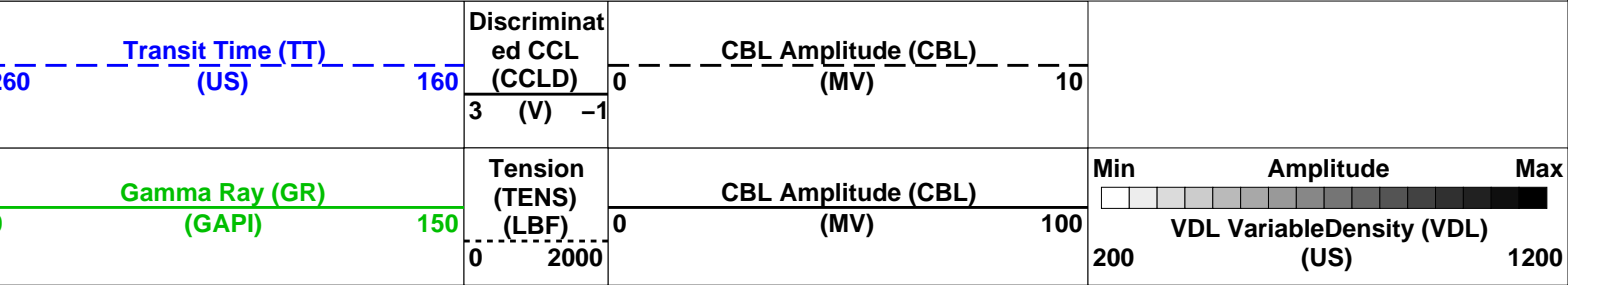 Transit Time (TT)
(US)
160
Discriminat
ed CCL
(CCLD)
3 (V) –1
CBL Amplitude (CBL)
0 (MV) 10
Gamma Ray (GR)
(GAPI) 150
Tension
(TENS)
(LBF)
0 2000
CBL Amplitude (CBL)
0 (MV) 100
Min Amplitude Max
VDL VariableDensity (VDL)
200 (US) 1200